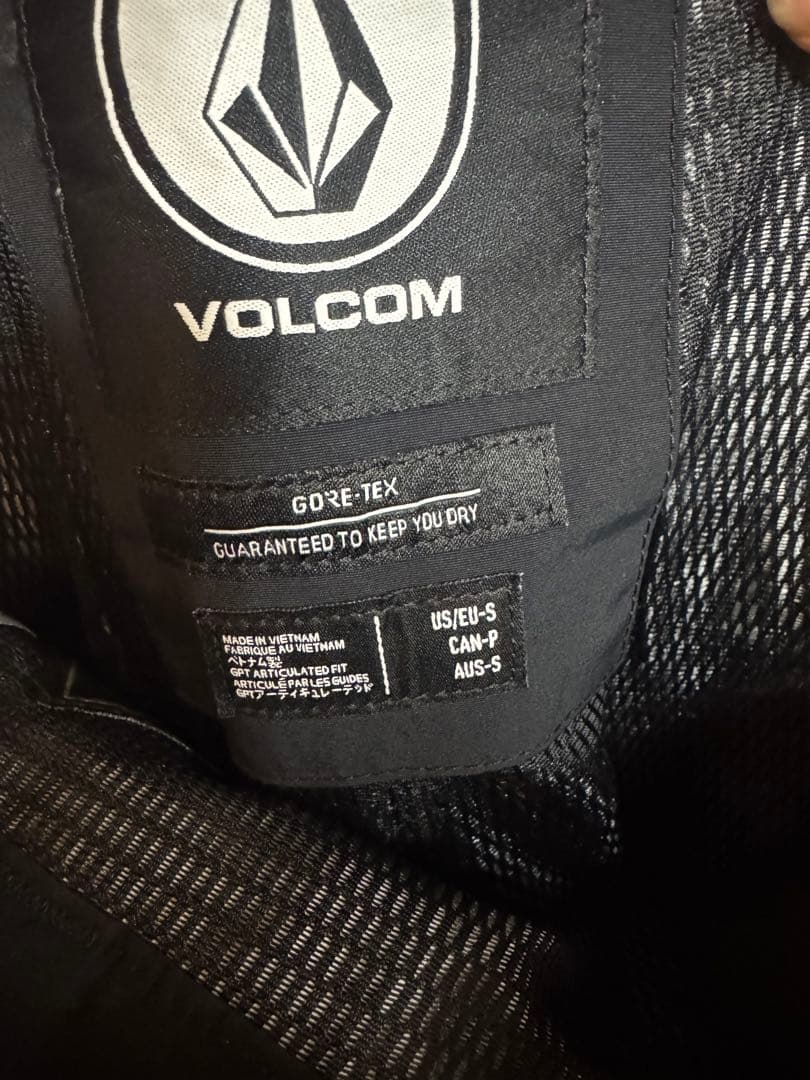 VOLCOM
GORE-TEX
GUARANTEED TO KEEP YOU DRY
MADE IN VIETNAM
FABRIQUE AU VIETNAM
ベトナム製
GPT ARTICULATED FIT
ARTICULE PAR LES GUIDES
GPTアーティキュレーテッド
US/EU-S
CAN-P
AUS-S